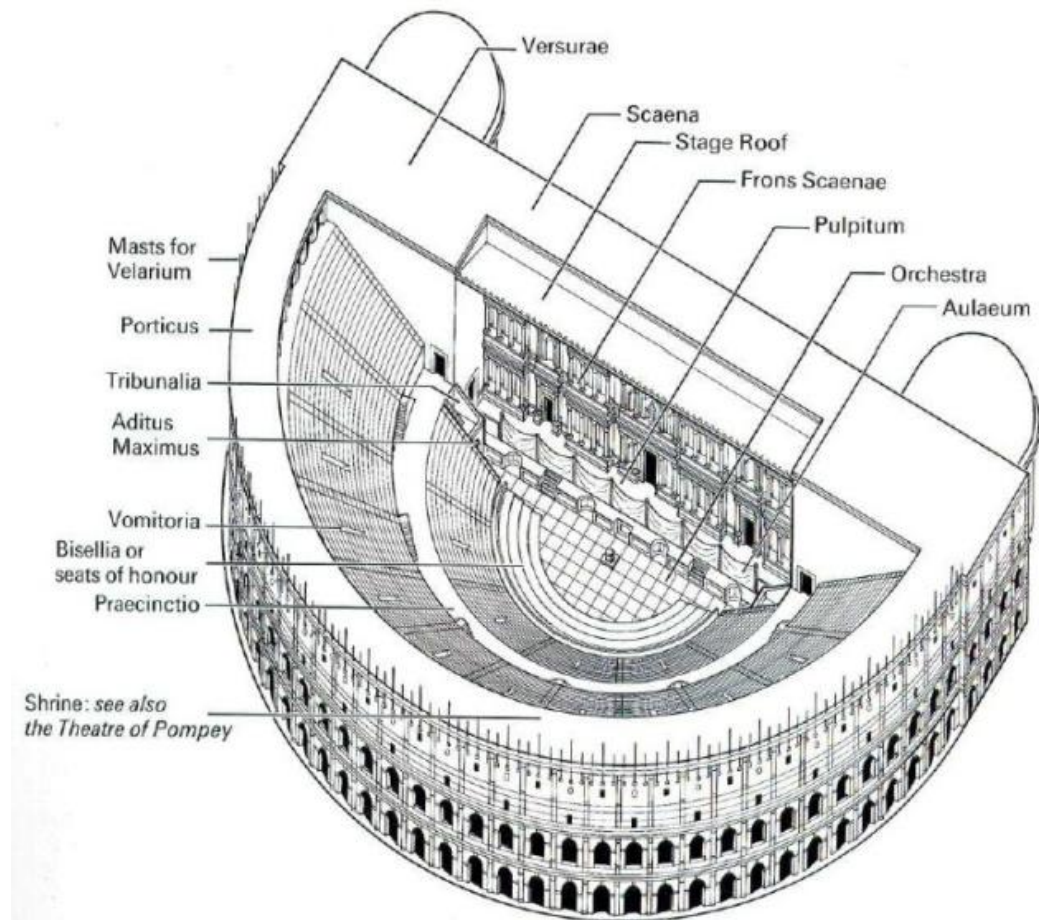 Versurae
Scaena
Stage Roof
Frons Scaenae
Pulpitum
Orchestra
Aulaeum
Masts for
Velarium
Porticus
Tribunalia
Aditus
Maximus
Vomitoria
Bisellia or
seats of honour
Praecinctio
Shrine: see also
the Theatre of Pompey